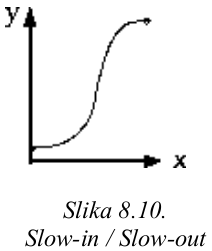 y
x
Slika 8.10.
Slow-in / Slow-out